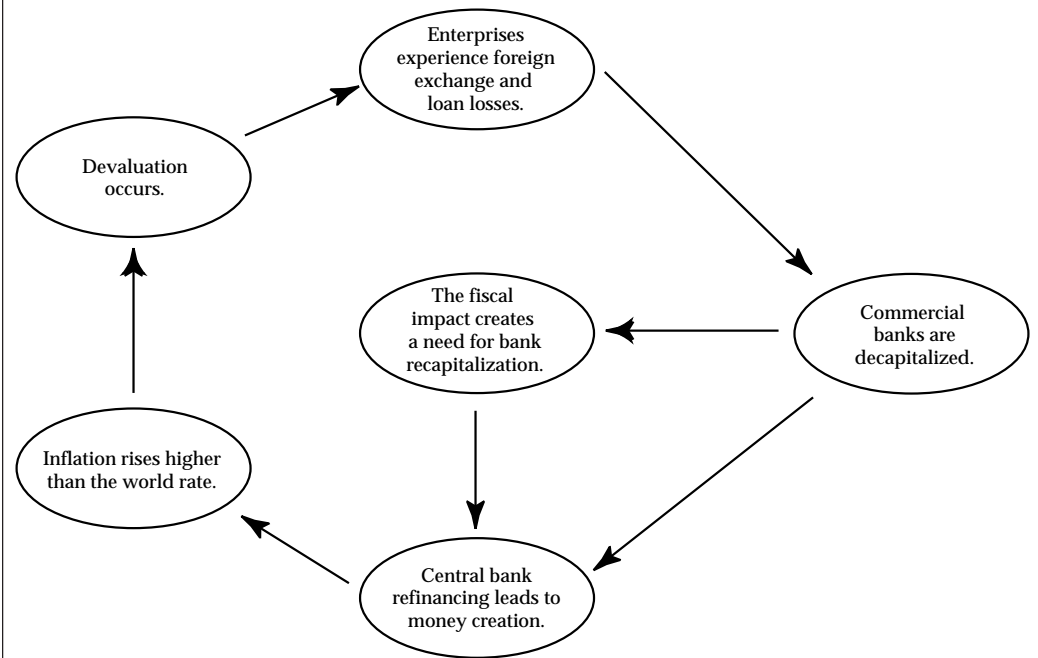 Enterprises
experience foreign
exchange and
loan losses.
Devaluation
occurs.
The fiscal
impact creates
a need for bank
recapitalization.
Commercial
banks are
decapitalized.
Inflation rises higher
than the world rate.
Central bank
refinancing leads to
money creation.